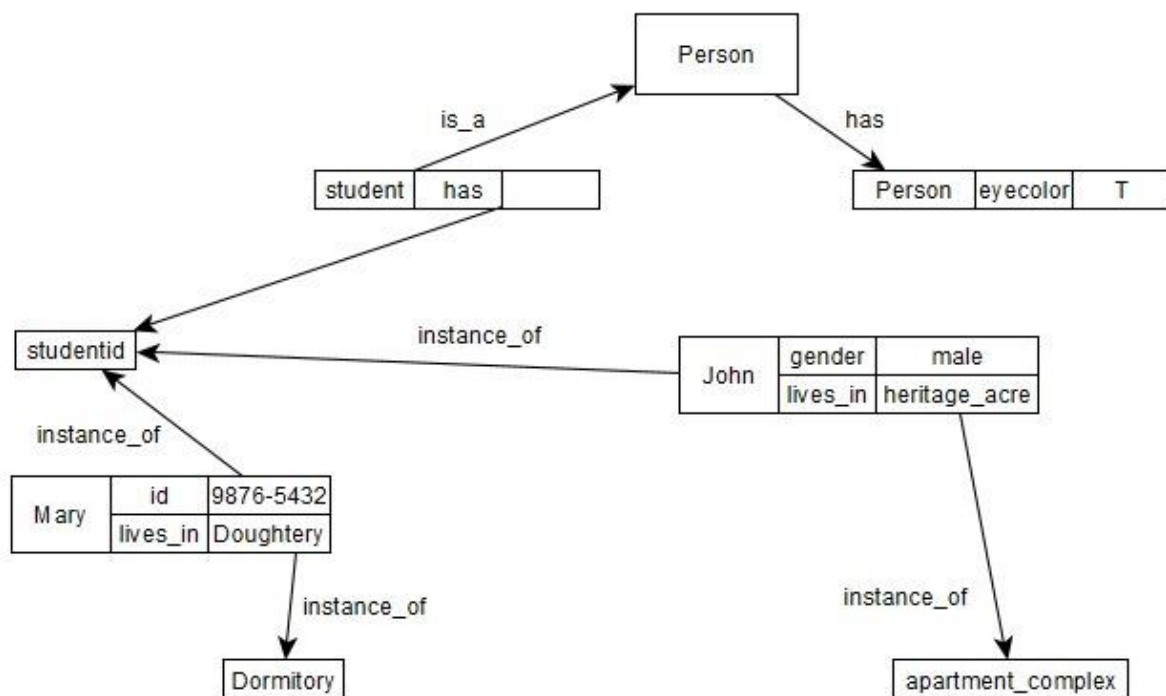 Person
is_a
has
student has
Person eyecolor T
instance_of
studentid
John
gender male
lives_in heritage_acre
instance_of
Mary
id 9876-5432
lives_in Doughtery
instance_of
instance_of
Dormitory
apartment_complex